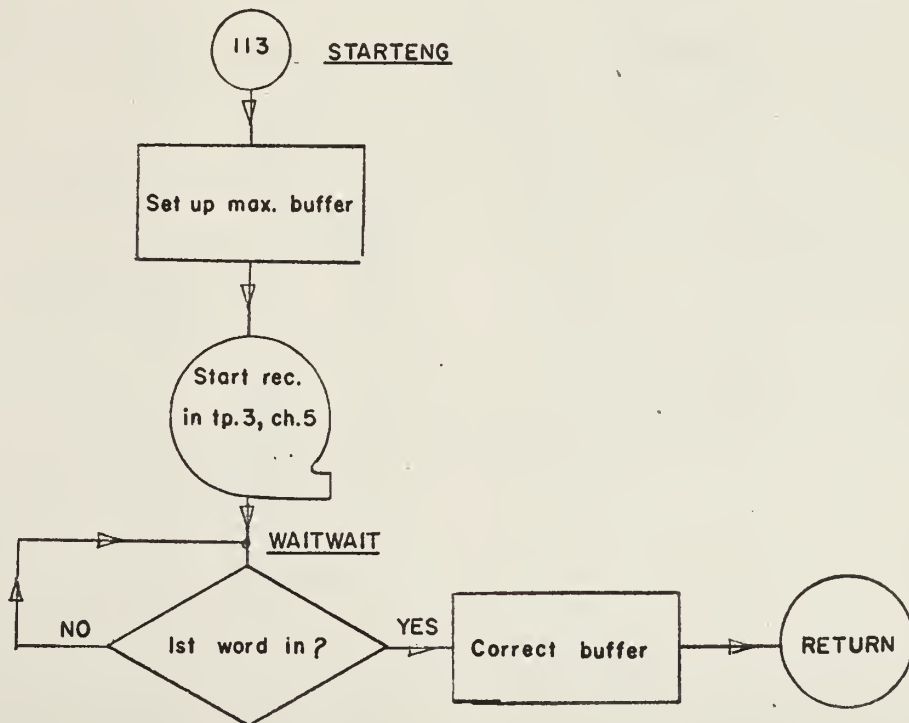 113
STARTENG
Set up max. buffer
Start rec.
in tp.3, ch.5
WAITWAIT
NO
1st word in?
YES
Correct buffer
RETURN